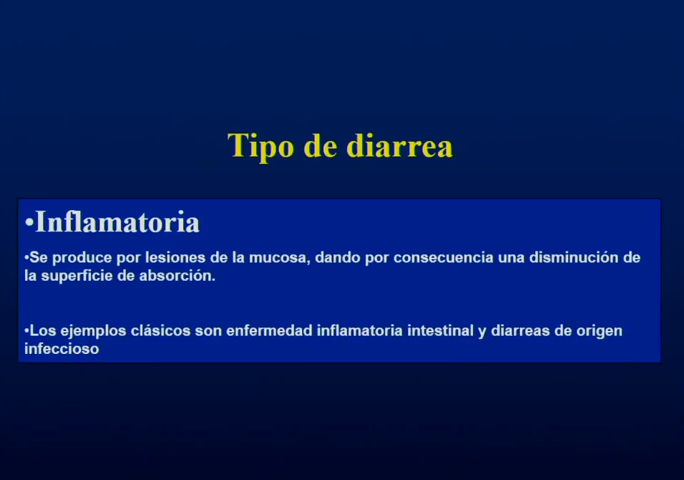 Tipo de diarrea
•Inflamatoria
•Se produce por lesiones de la mucosa, dando por consecuencia una disminución de
la superficie de absorción.
•Los ejemplos clásicos son enfermedad inflamatoria intestinal y diarreas de origen
infeccioso